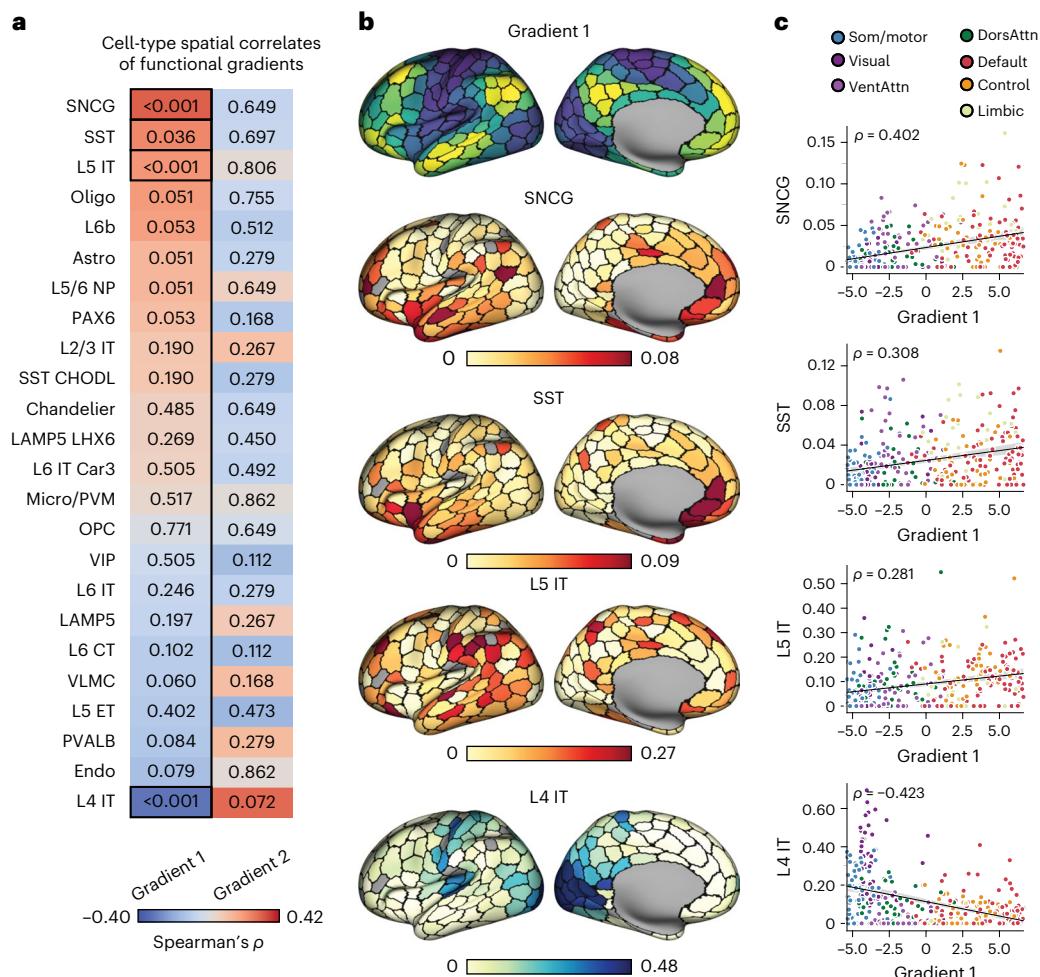 a
Cell-type spatial correlates
of functional gradients
SNCG <0.001 0.649
SST 0.036 0.697
L5 IT <0.001 0.806
Oligo 0.051 0.755
L6b 0.053 0.512
Astro 0.051 0.279
L5/6 NP 0.051 0.649
PAX6 0.053 0.168
L2/3 IT 0.190 0.267
SST CHODL 0.190 0.279
Chandelier 0.485 0.649
LAMP5 LHX6 0.269 0.450
L6 IT Car3 0.505 0.492
Micro/PVM 0.517 0.862
OPC 0.771 0.649
VIP 0.505 0.112
L6 IT 0.246 0.279
LAMP5 0.197 0.267
L6 CT 0.102 0.112
VLMC 0.060 0.168
L5 ET 0.402 0.473
PVALB 0.084 0.279
Endo 0.079 0.862
L4 IT <0.001 0.072
Gradient 1 Gradient 2
−0.40 0.42
Spearman's ρ
b
Gradient 1
SNCG
0 0.08
SST
0 0.09
L5 IT
0 0.27
L4 IT
0 0.48
c
Som/motor
Visual
VentAttn
DorsAttn
Default
Control
Limbic
ρ = 0.402
SNCG
0.15
0.10
0.05
0
−5.0 −2.5 0 2.5 5.0
Gradient 1
ρ = 0.308
SST
0.12
0.08
0.04
0
−5.0 −2.5 0 2.5 5.0
Gradient 1
ρ = 0.281
L5 IT
0.50
0.40
0.30
0.20
0.10
0
−5.0 −2.5 0 2.5 5.0
Gradient 1
ρ = −0.423
L4 IT
0.60
0.40
0.20
0
−5.0 −2.5 0 2.5 5.0
Gradient 1